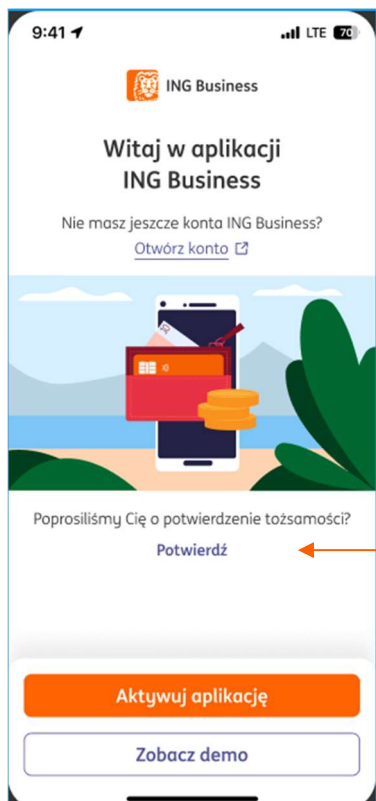 9:41 LTE 70
ING Business
Witaj w aplikacji
ING Business
Nie masz jeszcze konta ING Business?
Otwórz konto
Poprosiliśmy Cię o potwierdzenie tożsamości?
Potwierdź
Aktywuj aplikację
Zobacz demo